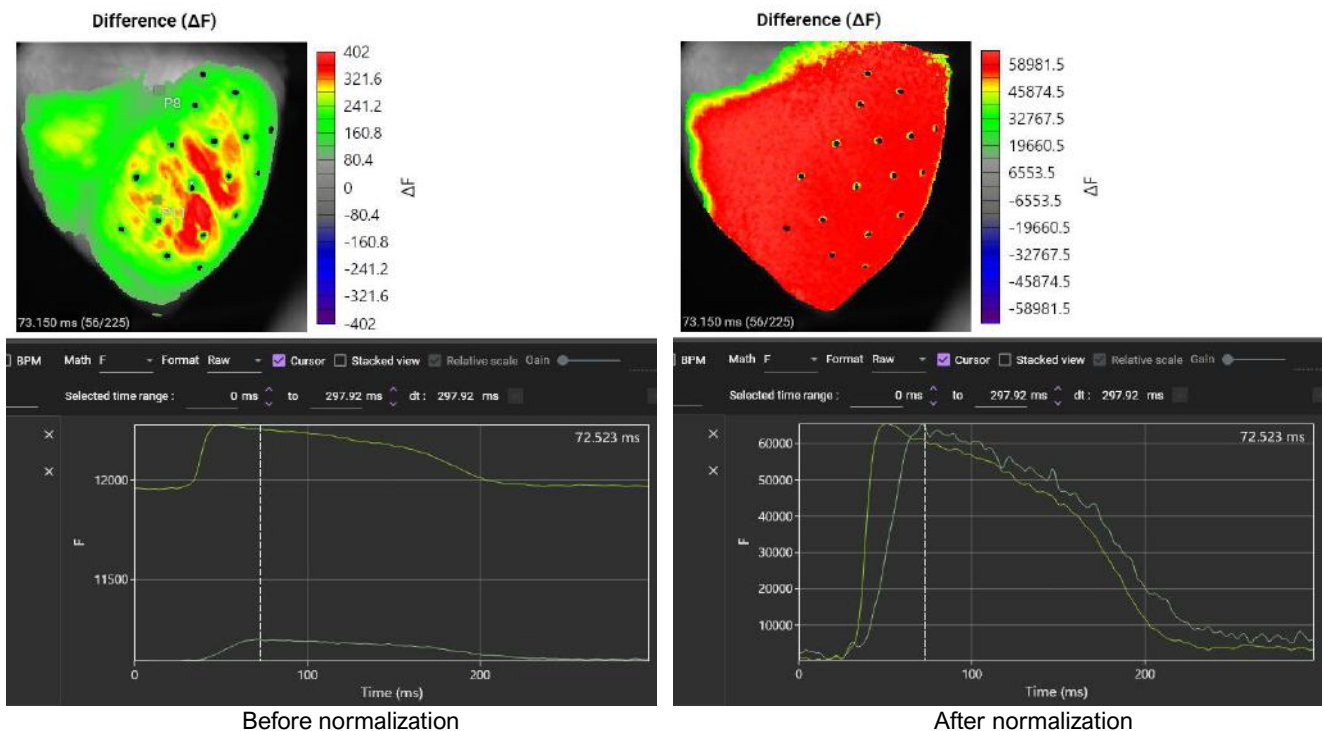 Difference (ΔF)
402
321.6
241.2
160.8
80.4
0
-80.4
-160.8
-241.2
-321.6
-402
ΔF
P8
73.150 ms (56/225)
Difference (ΔF)
58981.5
45874.5
32767.5
19660.5
6553.5
-6553.5
-19660.5
-32767.5
-45874.5
-58981.5
ΔF
73.150 ms (56/225)
BPM Math F Format Raw Cursor Stacked view Relative scale Gain
Selected time range : 0 ms to 297.92 ms dt : 297.92 ms
72.523 ms
12000
F
11500
0 100 200
Time (ms)
Before normalization
BPM Math F Format Raw Cursor Stacked view Relative scale Gain
Selected time range : 0 ms to 297.92 ms dt : 297.92 ms
72.523 ms
60000
50000
40000
F
30000
20000
10000
0 100 200
Time (ms)
After normalization